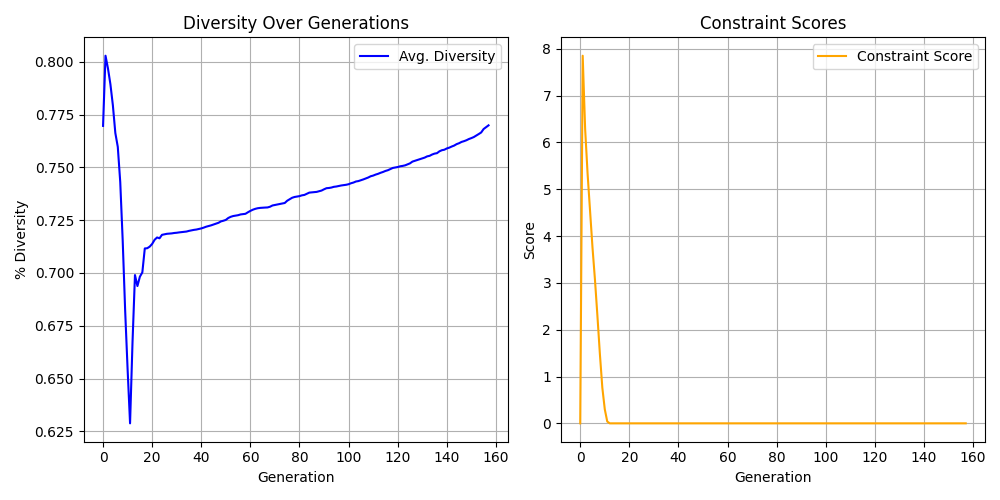 Diversity Over Generations
Avg. Diversity
% Diversity
0.800
0.775
0.750
0.725
0.700
0.675
0.650
0.625
0 20 40 60 80 100 120 140 160
Generation
Constraint Scores
Constraint Score
Score
8
7
6
5
4
3
2
1
0
0 20 40 60 80 100 120 140 160
Generation